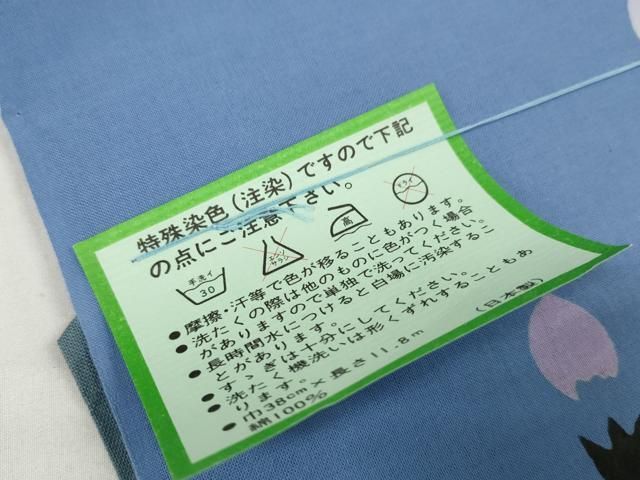 特殊染色(注染)ですので下記
の点にご注意下さい。
手洗イ
30
エンソ
サラシ
高
ドライ
●摩擦・汗等で色が移ることもあります。
●洗たくの際は他のものに色がつく場合
がありますので単独で洗ってください。
●長時間水につけると白場に汚染するこ
とがあります。
●すゝぎは十分にしてください。
●洗たく機洗いは形くずれすることもあ
ります。
●巾38cm×長さ11.8m
綿100% (日本製)